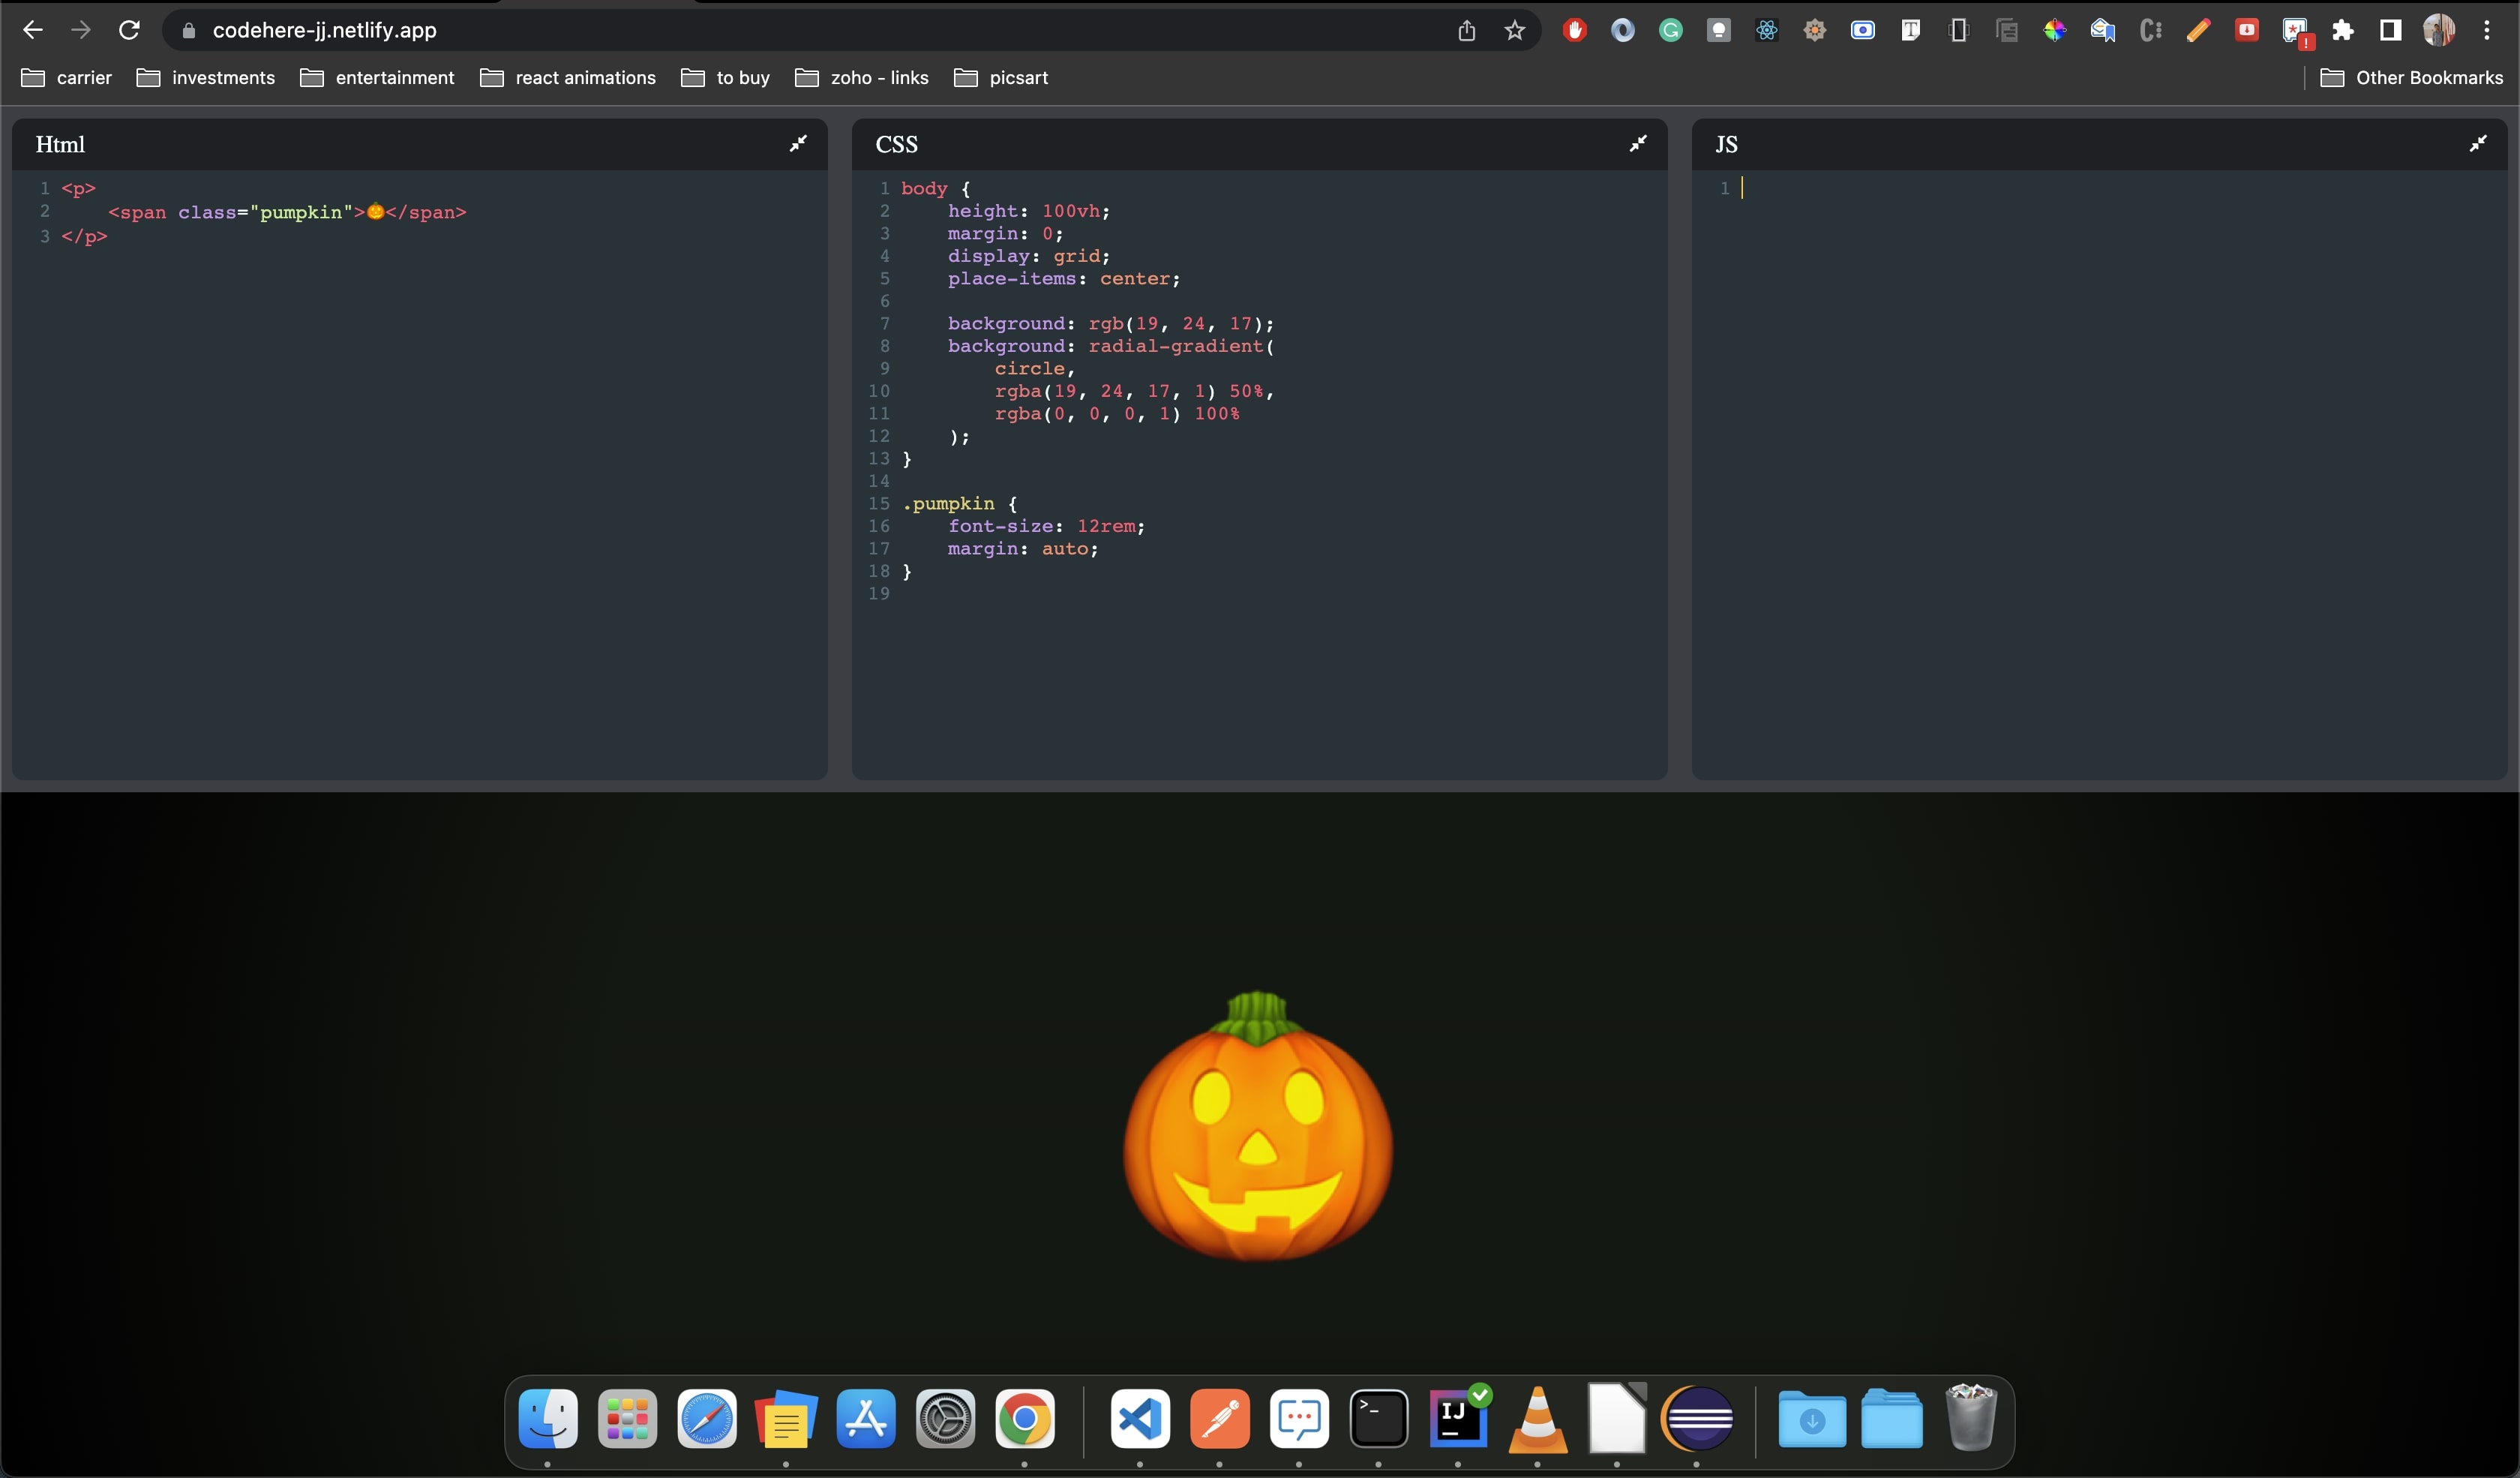 codehere-jj.netlify.app
carrier investments entertainment react animations to buy zoho - links picsart Other Bookmarks
Html
1 <p>
2     <span class="pumpkin">🎃</span>
3 </p>
CSS
1 body {
2     height: 100vh;
3     margin: 0;
4     display: grid;
5     place-items: center;
6
7     background: rgb(19, 24, 17);
8     background: radial-gradient(
9         circle,
10         rgba(19, 24, 17, 1) 50%,
11         rgba(0, 0, 0, 1) 100%
12     );
13 }
14
15 .pumpkin {
16     font-size: 12rem;
17     margin: auto;
18 }
19
JS
1
>_
IJ